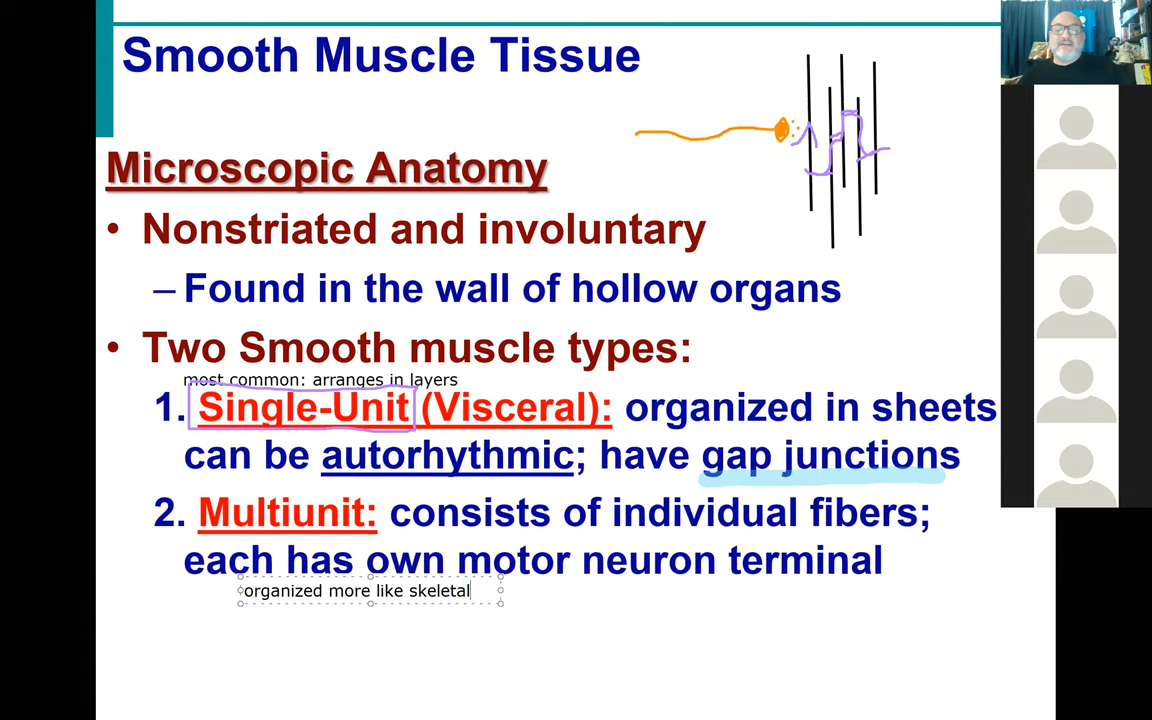 Smooth Muscle Tissue
Microscopic Anatomy
• Nonstriated and involuntary
– Found in the wall of hollow organs
• Two Smooth muscle types:
most common: arranges in layers
1. Single-Unit (Visceral): organized in sheets
can be autorhythmic; have gap junctions
2. Multiunit: consists of individual fibers;
each has own motor neuron terminal
organized more like skeletal